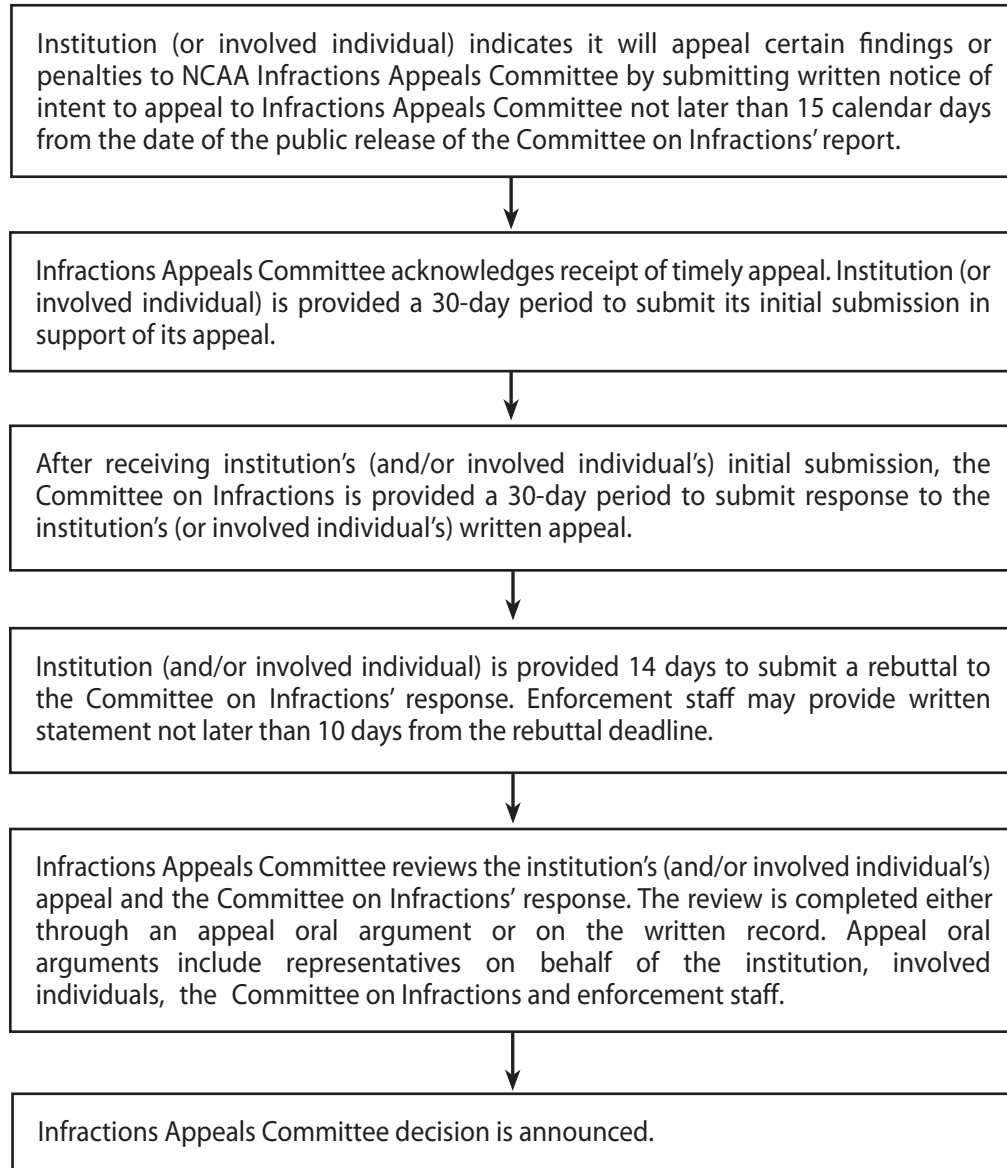 Institution (or involved individual) indicates it will appeal certain findings or
penalties to NCAA Infractions Appeals Committee by submitting written notice of
intent to appeal to Infractions Appeals Committee not later than 15 calendar days
from the date of the public release of the Committee on Infractions’ report.
Infractions Appeals Committee acknowledges receipt of timely appeal. Institution (or
involved individual) is provided a 30-day period to submit its initial submission in
support of its appeal.
After receiving institution’s (and/or involved individual’s) initial submission, the
Committee on Infractions is provided a 30-day period to submit response to the
institution’s (or involved individual’s) written appeal.
Institution (and/or involved individual) is provided 14 days to submit a rebuttal to
the Committee on Infractions’ response. Enforcement staff may provide written
statement not later than 10 days from the rebuttal deadline.
Infractions Appeals Committee reviews the institution’s (and/or involved individual’s)
appeal and the Committee on Infractions’ response. The review is completed either
through an appeal oral argument or on the written record. Appeal oral
arguments include representatives on behalf of the institution, involved
individuals, the Committee on Infractions and enforcement staff.
Infractions Appeals Committee decision is announced.